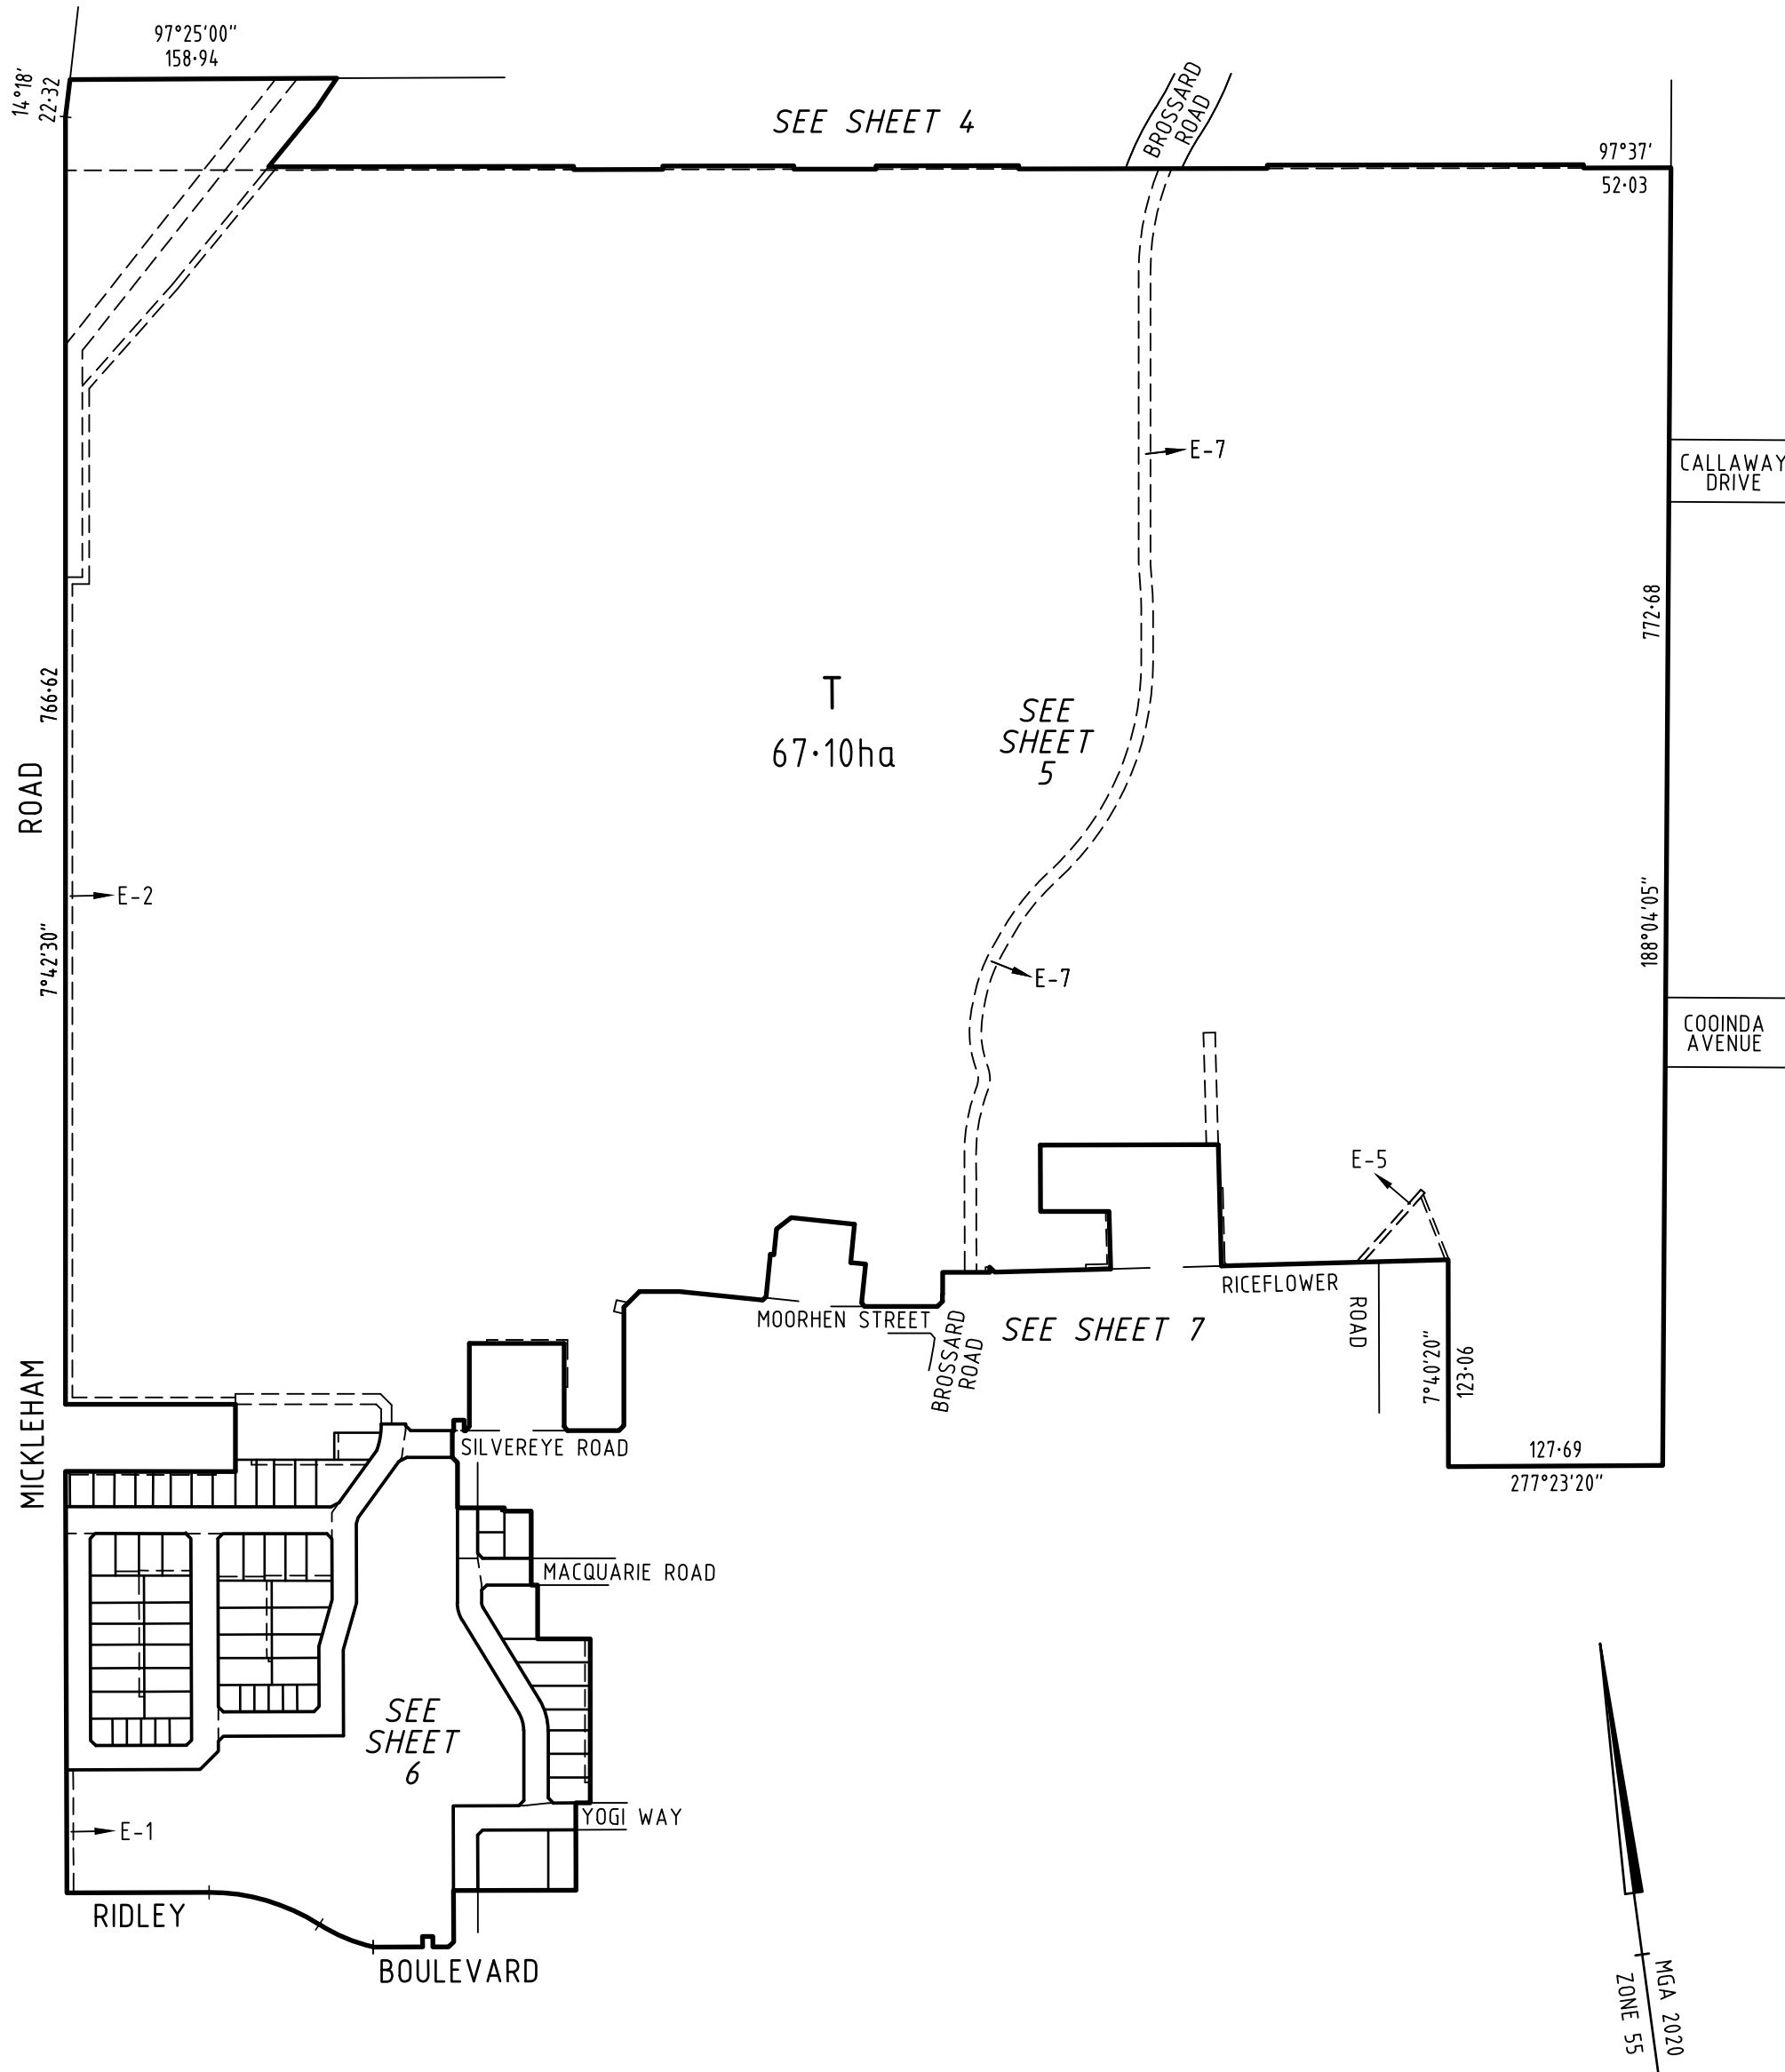 97°25'00"
158·94
14°18'
22·32
SEE SHEET 4
BROSSARD
ROAD
97°37'
52·03
E-7
CALLAWAY
DRIVE
772·68
766·62
T
67·10ha
SEE
SHEET
5
ROAD
E-2
7°42'30"
188°04'05"
E-7
COOINDA
AVENUE
E-5
RICEFLOWER
ROAD
MOORHEN STREET
BROSSARD
ROAD
SEE SHEET 7
7°40'20"
123·06
MICKLEHAM
SILVEREYE ROAD
127·69
277°23'20"
MACQUARIE ROAD
SEE
SHEET
6
YOGI WAY
E-1
RIDLEY
BOULEVARD
MGA 2020
ZONE 55